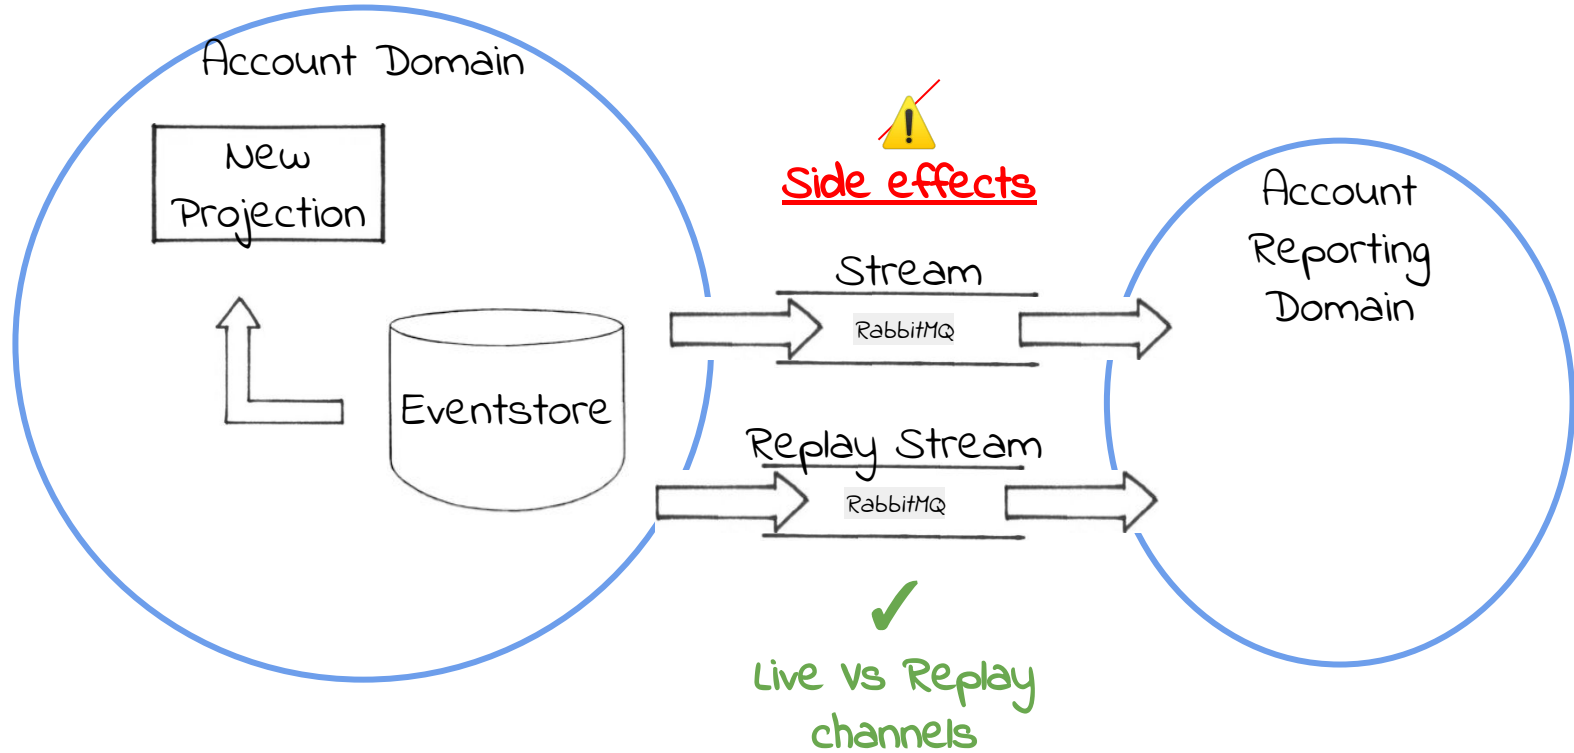 Account Domain
New
Projection
Eventstore
Side effects
Stream
RabbitMQ
Replay Stream
RabbitMQ
Live Vs Replay
channels
Account
Reporting
Domain